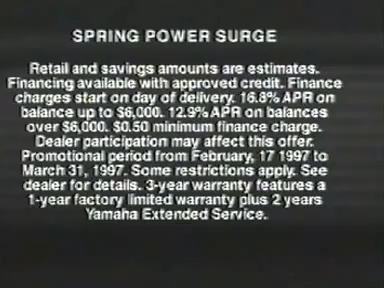 SPRING POWER SURGE
Retail and savings amounts are estimates.
Financing available with approved credit. Finance
charges start on day of delivery. 16.8% APR on
balance up to $6,000. 12.9% APR on balances
over $6,000. $0.50 minimum finance charge.
Dealer participation may affect this offer.
Promotional period from February, 17 1997 to
March 31, 1997. Some restrictions apply. See
dealer for details. 3-year warranty features a
1-year factory limited warranty plus 2 years
Yamaha Extended Service.